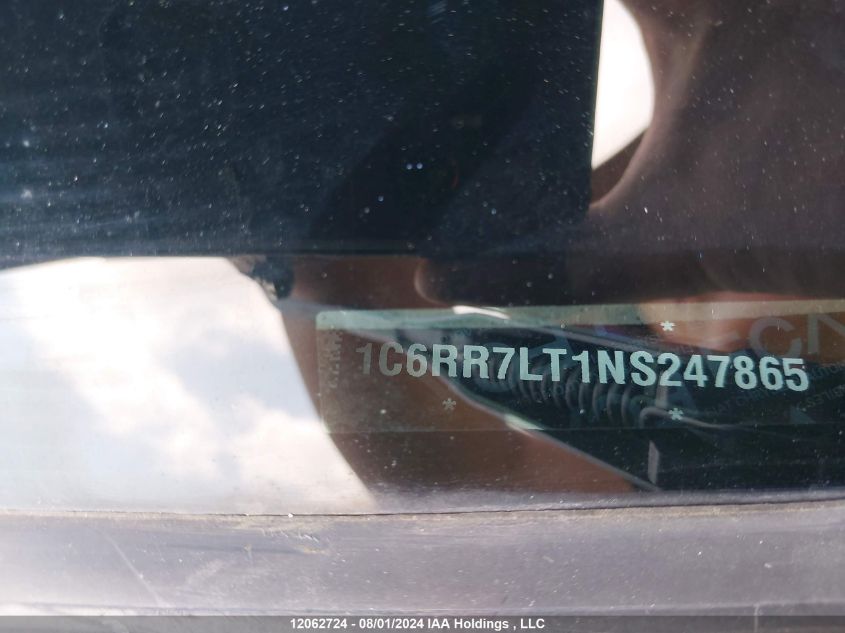 *
1C6RR7LT1NS247865
* *
12062724 - 08/01/2024 IAA Holdings , LLC